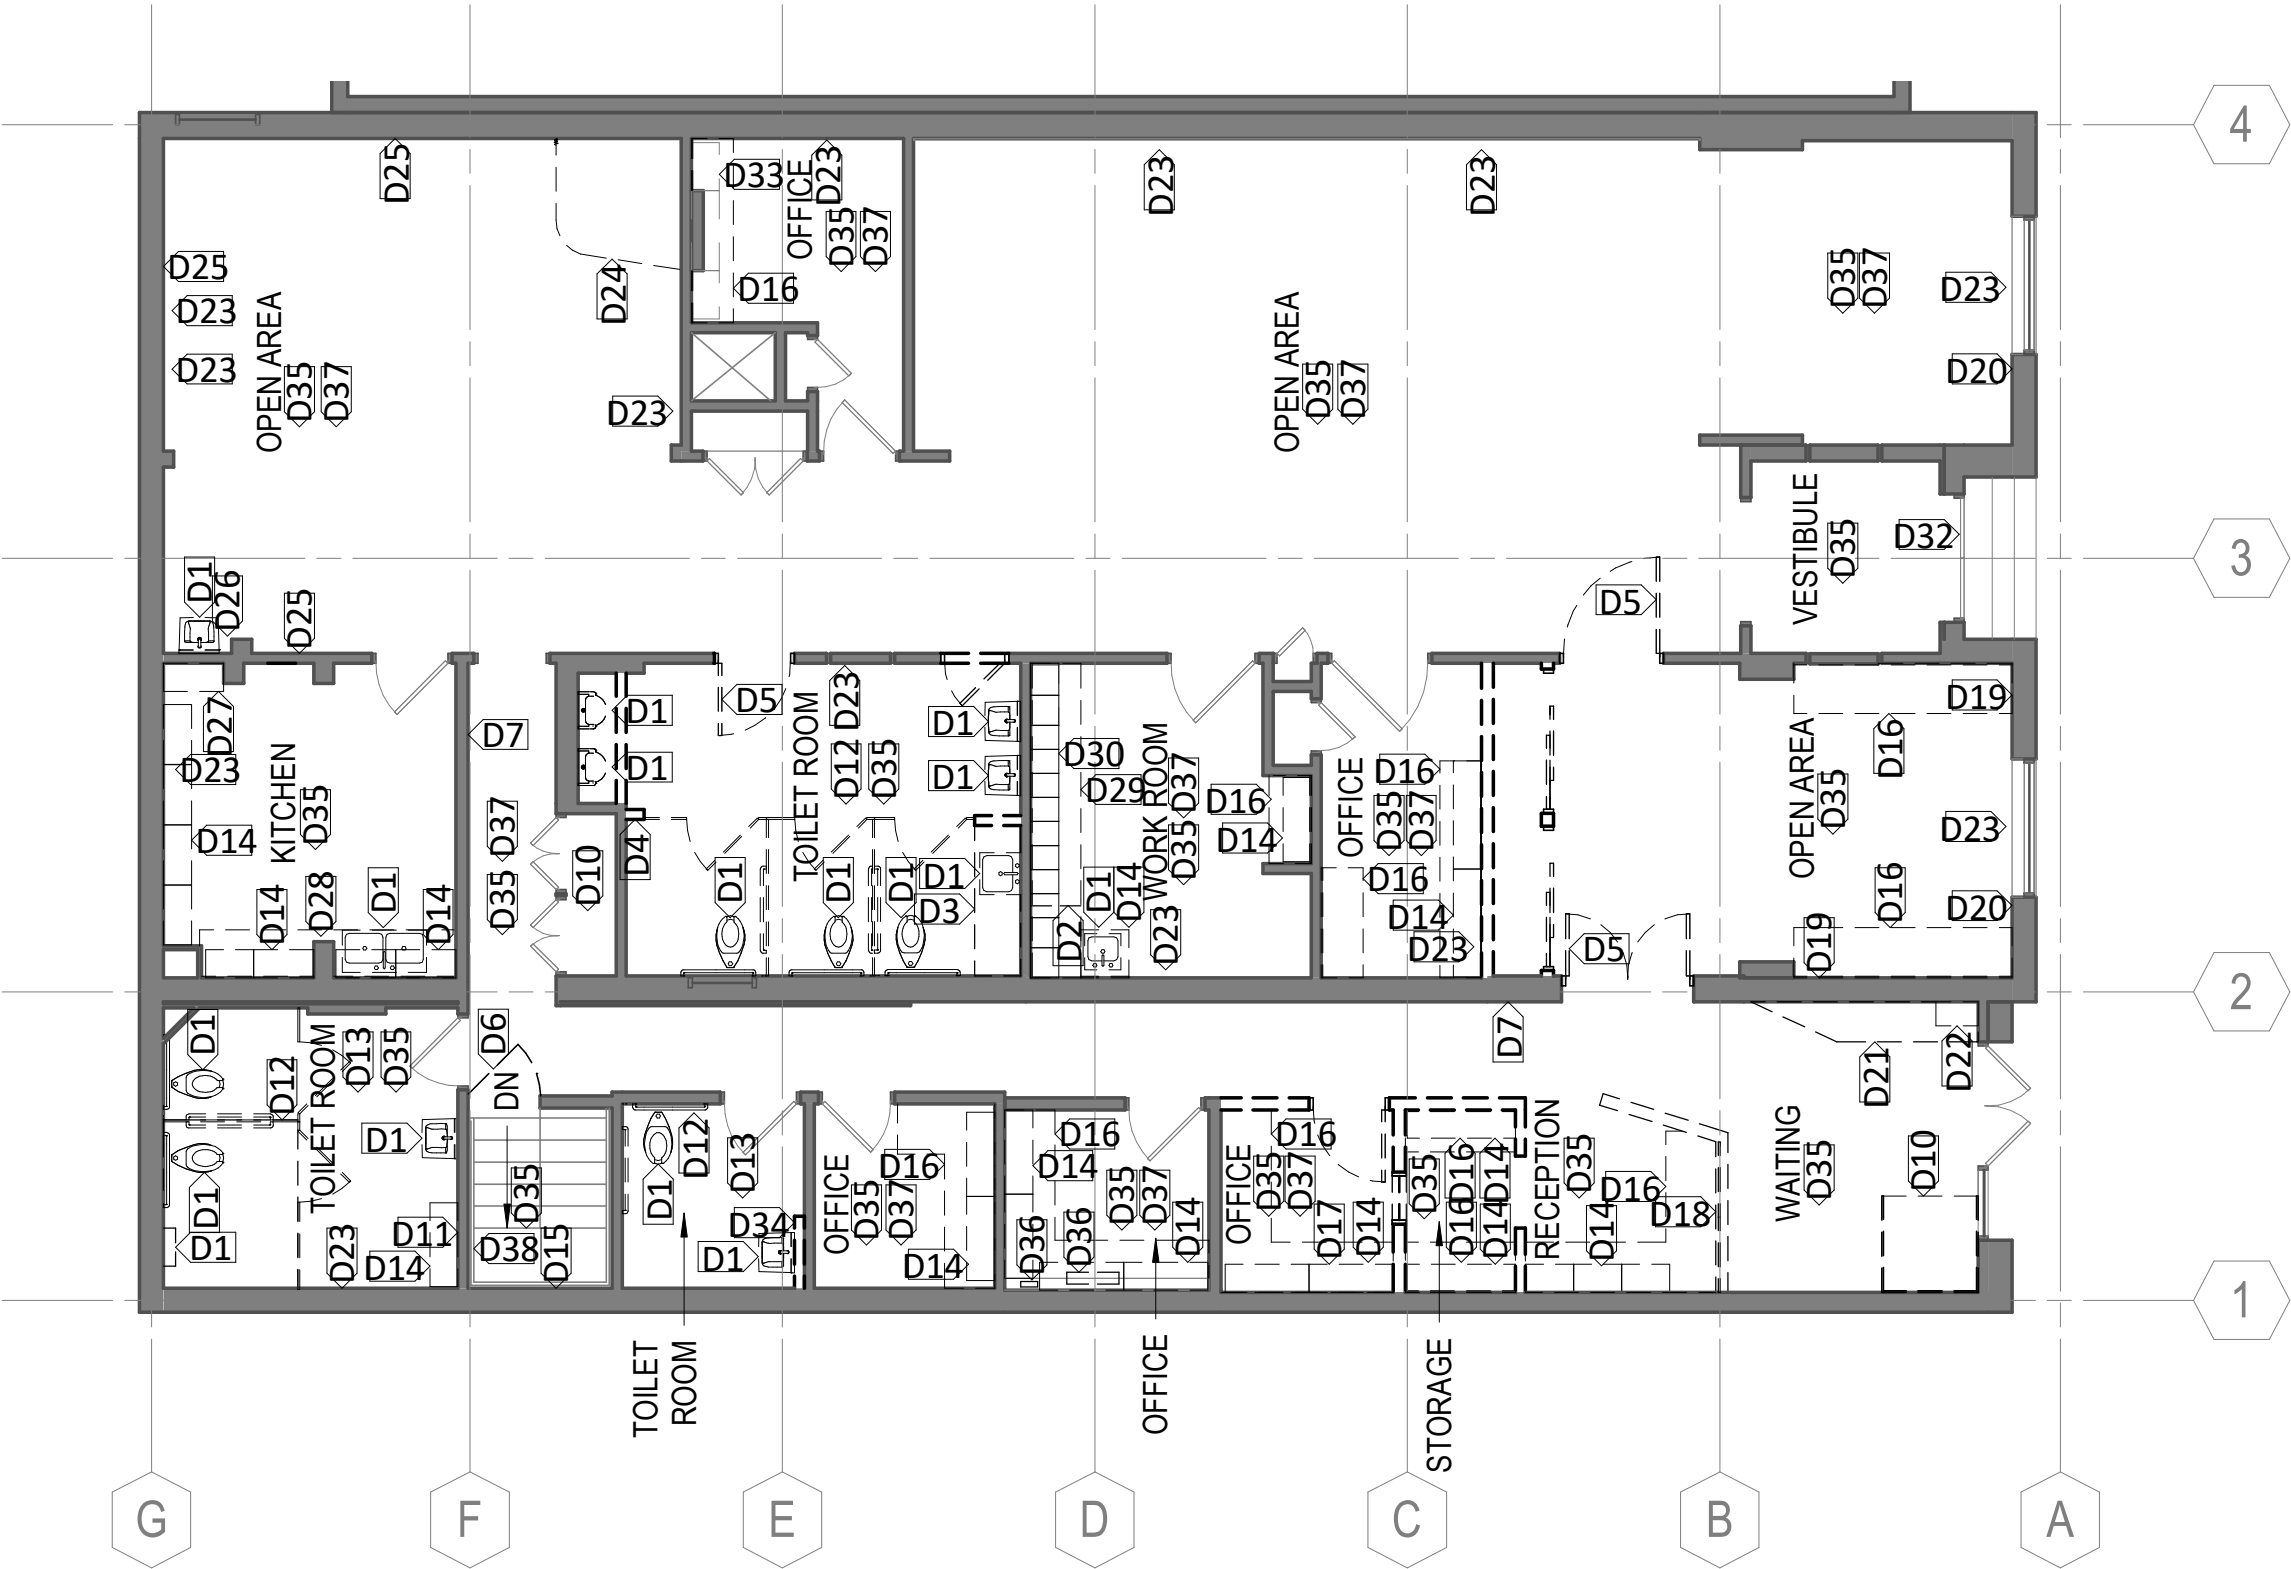 4
D25
D33
OFFICE
D23
D35
D37
D16
D23
D23
D35
D37
D23
D20
D25
D23
D23
OPEN AREA
D35
D37
D24
D23
OPEN AREA
D35
D37
VESTIBULE
D35
D32
3
D1
D26
D25
D5
D27
D23
D14
KITCHEN
D35
D14
D28
D1
D14
D7
D37
D35
D10
D1
D1
D5
TOILET ROOM
D23
D12
D35
D1
D1
D4
D1
D1
D1
D1
D3
D30
D29
WORK ROOM
D37
D35
D2
D1
D14
D23
D16
D14
OFFICE
D16
D35
D37
D16
D14
D23
D5
D19
D16
OPEN AREA
D35
D23
D16
D20
D19
2
D1
D12
TOILET ROOM
D13
D35
D1
D1
D1
D23
D11
D14
D6
DN
D35
D38
D15
D1
D12
D13
D34
D1
OFFICE
D35
D37
D16
D14
D16
D14
D35
D37
D36
D36
D14
D7
OFFICE
D16
D35
D37
D17
D14
D35
D16
D14
D16
D14
RECEPTION
D35
D16
D18
D14
D21
D22
WAITING
D35
D10
1
TOILET
ROOM
OFFICE
STORAGE
G
F
E
D
C
B
A